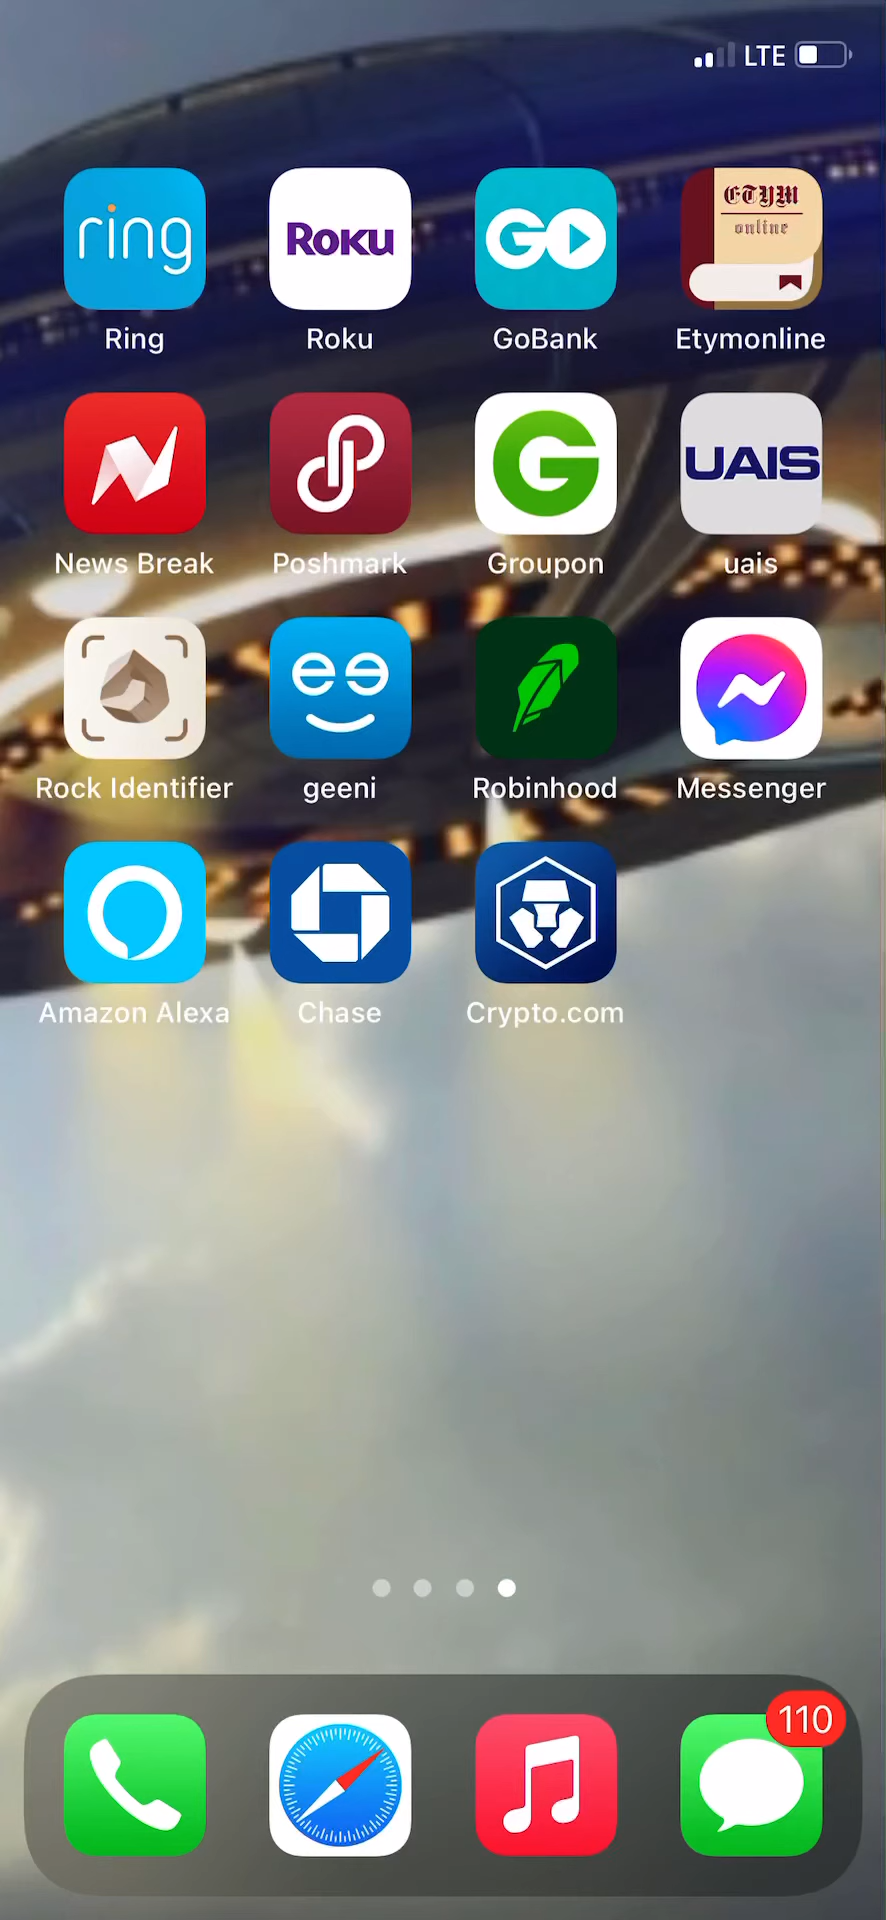 LTE
ring
Roku
GO
ETYM
online
Ring
Roku
GoBank
Etymonline
UAIS
News Break
Poshmark
Groupon
uais
Rock Identifier
geeni
Robinhood
Messenger
Amazon Alexa
Chase
Crypto.com
110